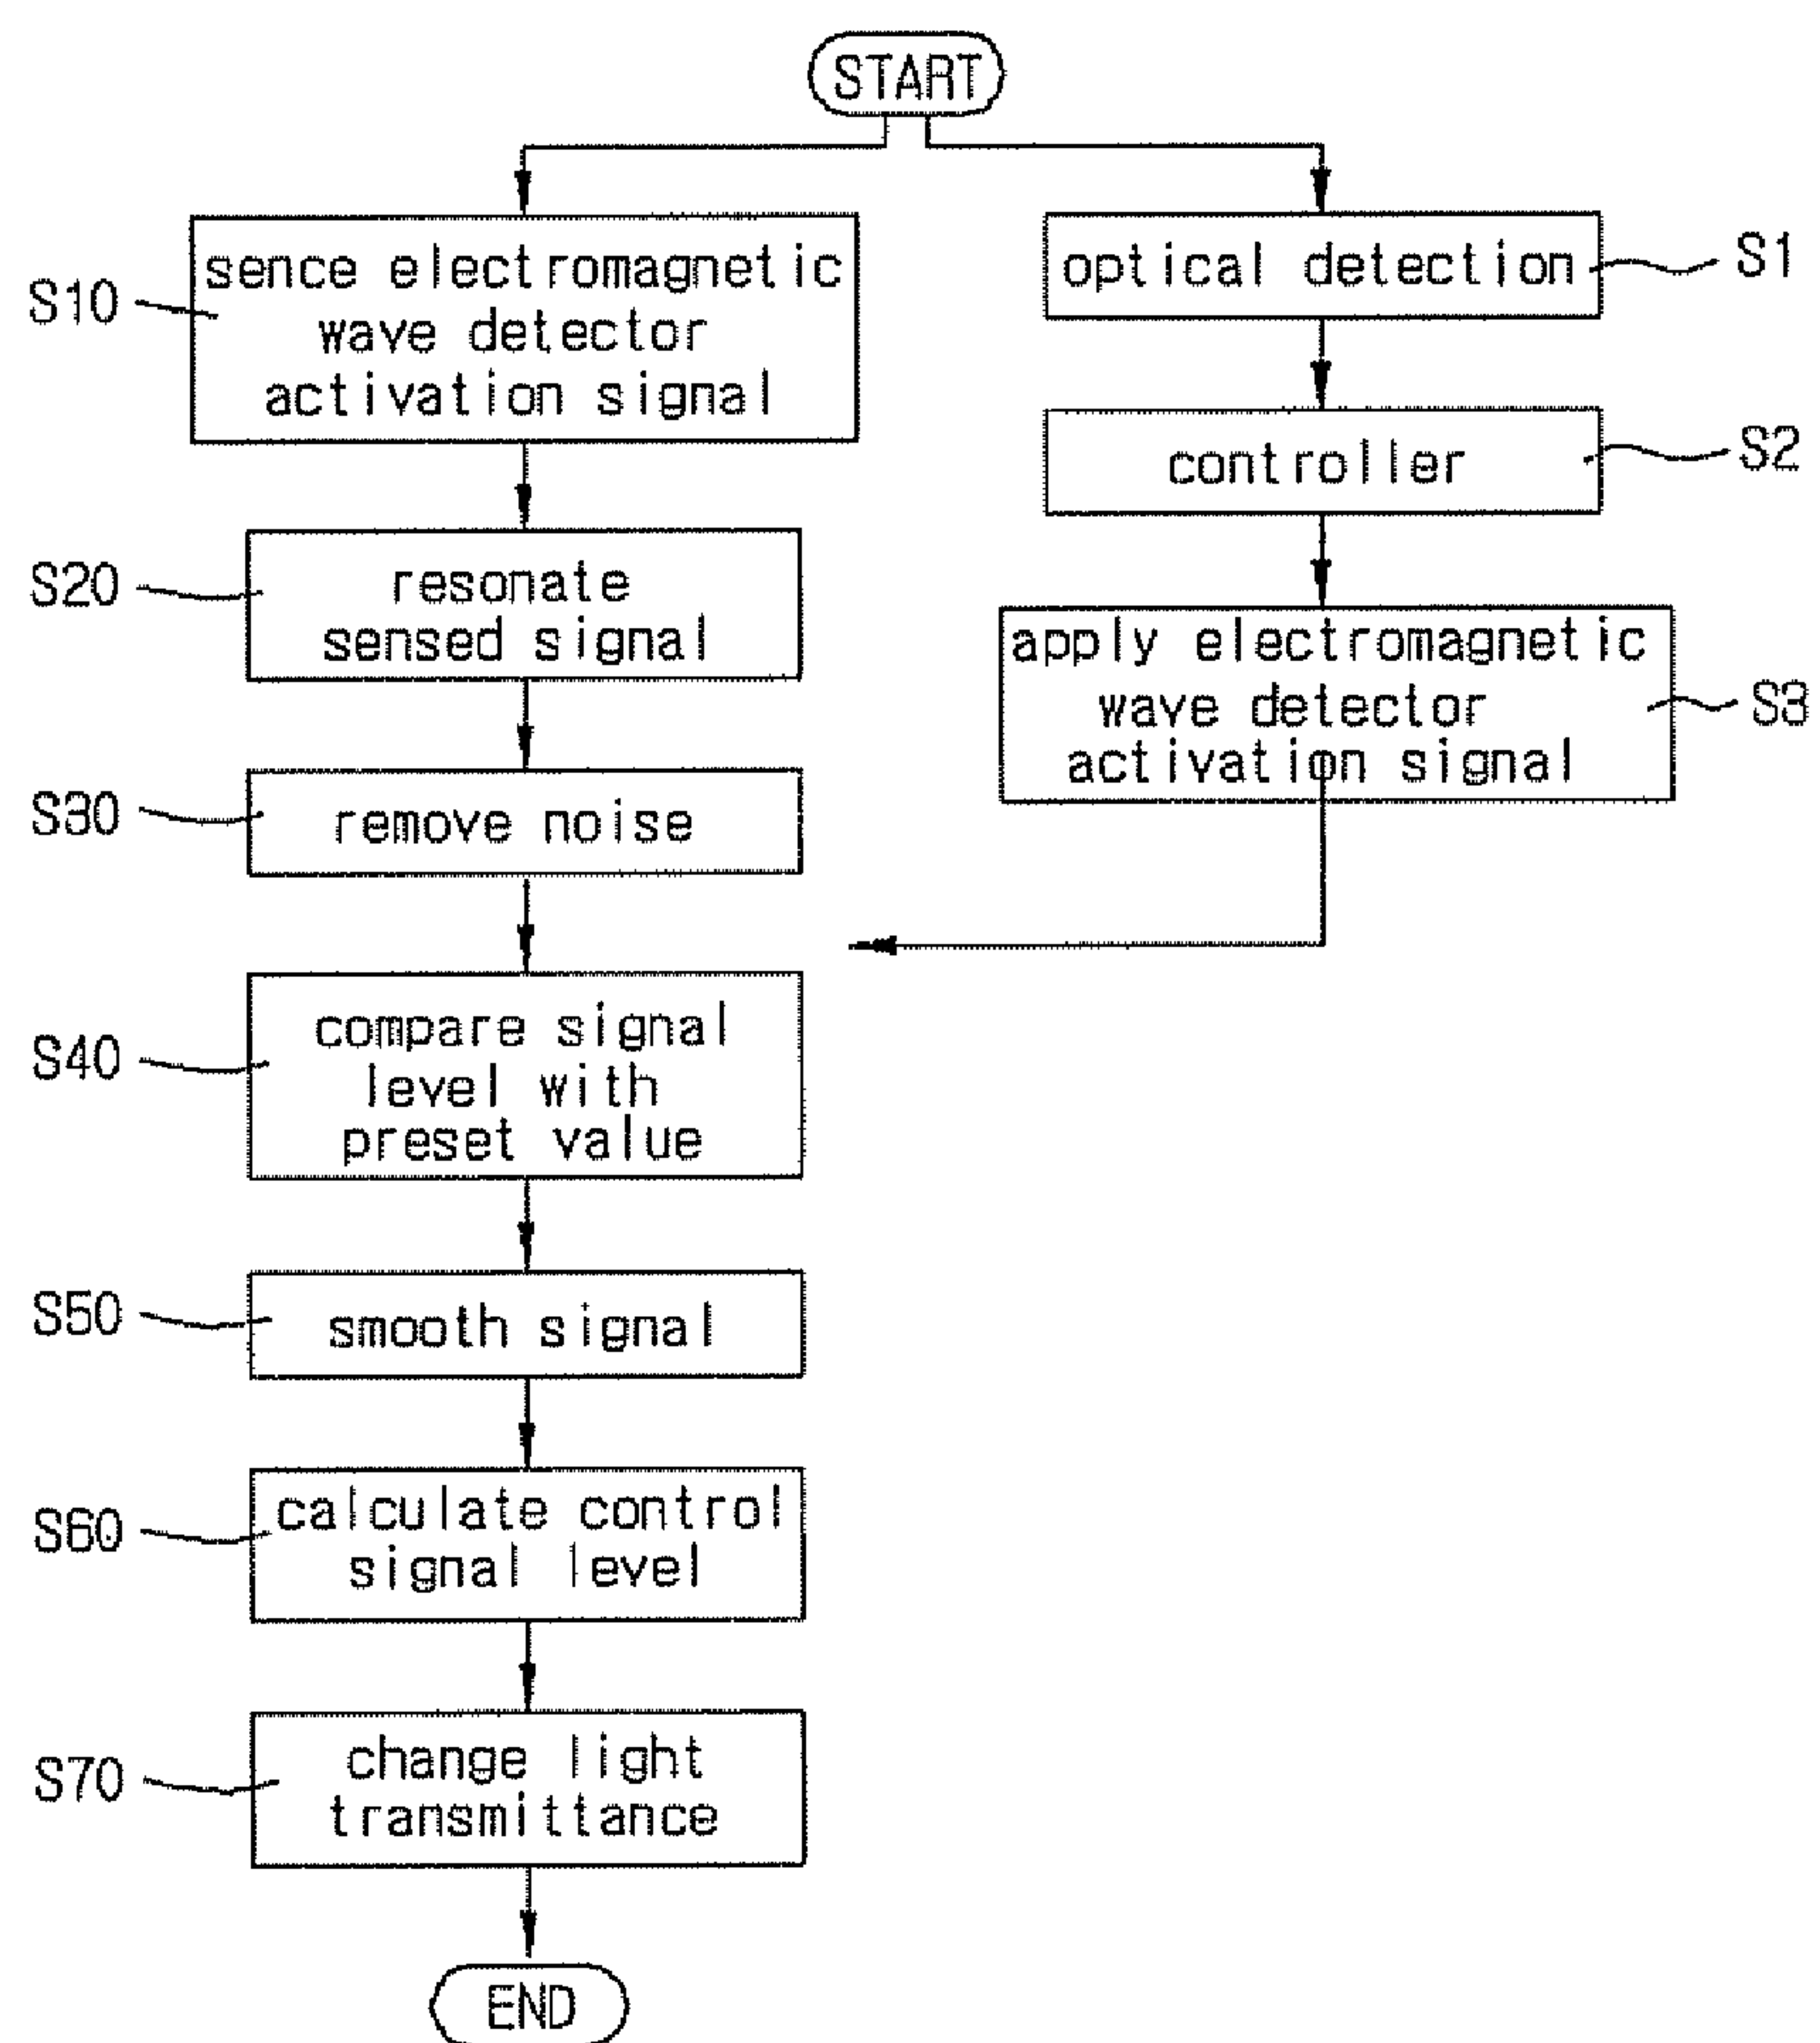 START
S10
sence electromagnetic
wave detector
activation signal
optical detection
S1
controller
S2
S20
resonate
sensed signal
apply electromagnetic
wave detector
activation signal
S3
S30
remove noise
S40
compare signal
level with
preset value
S50
smooth signal
S60
calculate control
signal level
S70
change light
transmittance
END